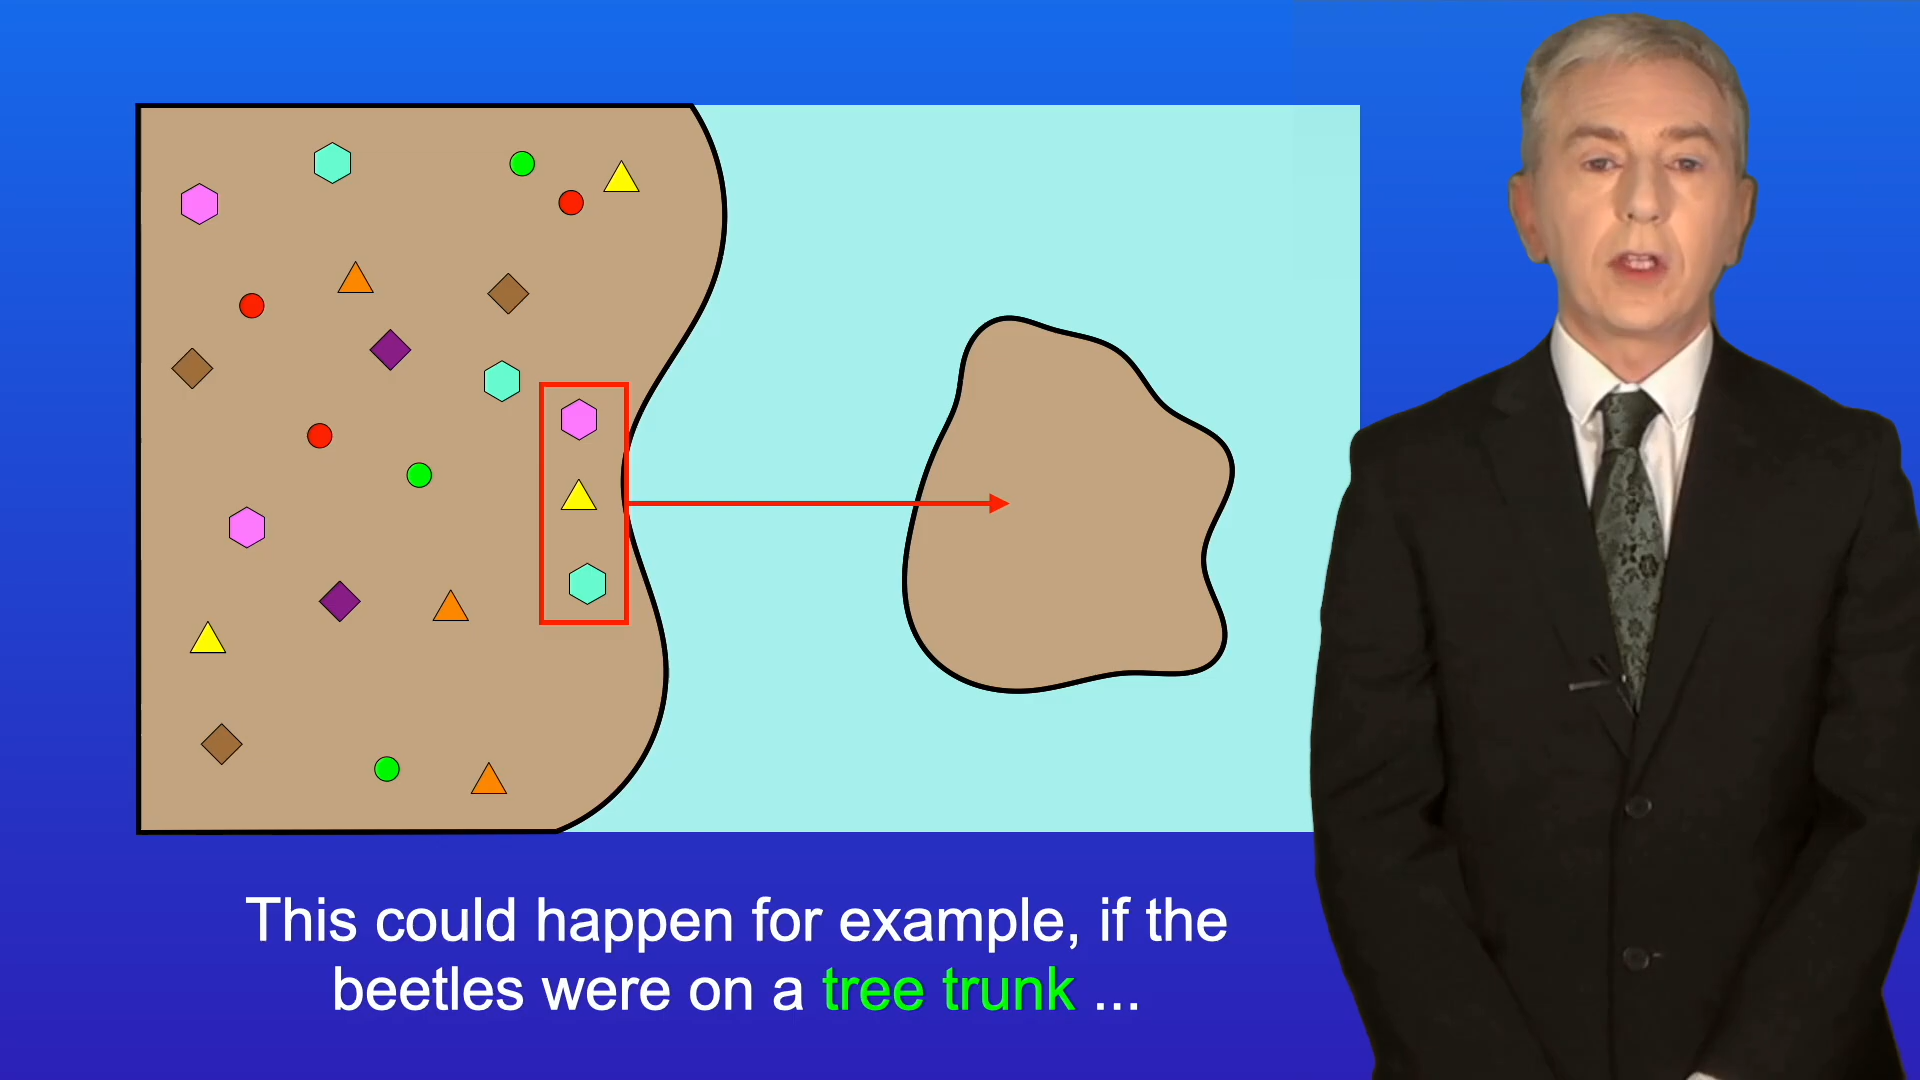 This could happen for example, if the
beetles were on a tree trunk ...